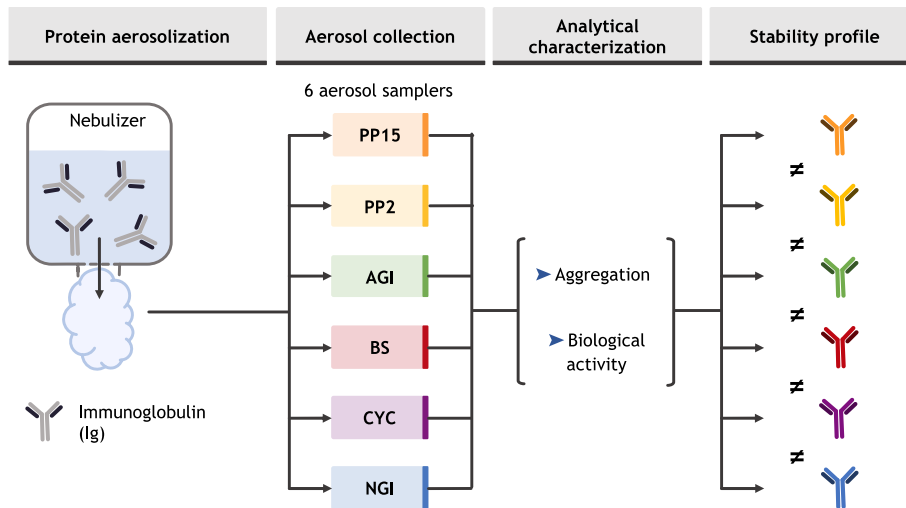 Protein aerosolization
Aerosol collection
Analytical
characterization
Stability profile
Nebulizer
Immunoglobulin
(Ig)
6 aerosol samplers
PP15
PP2
AGI
BS
CYC
NGI
Aggregation
Biological
activity
≠
≠
≠
≠
≠